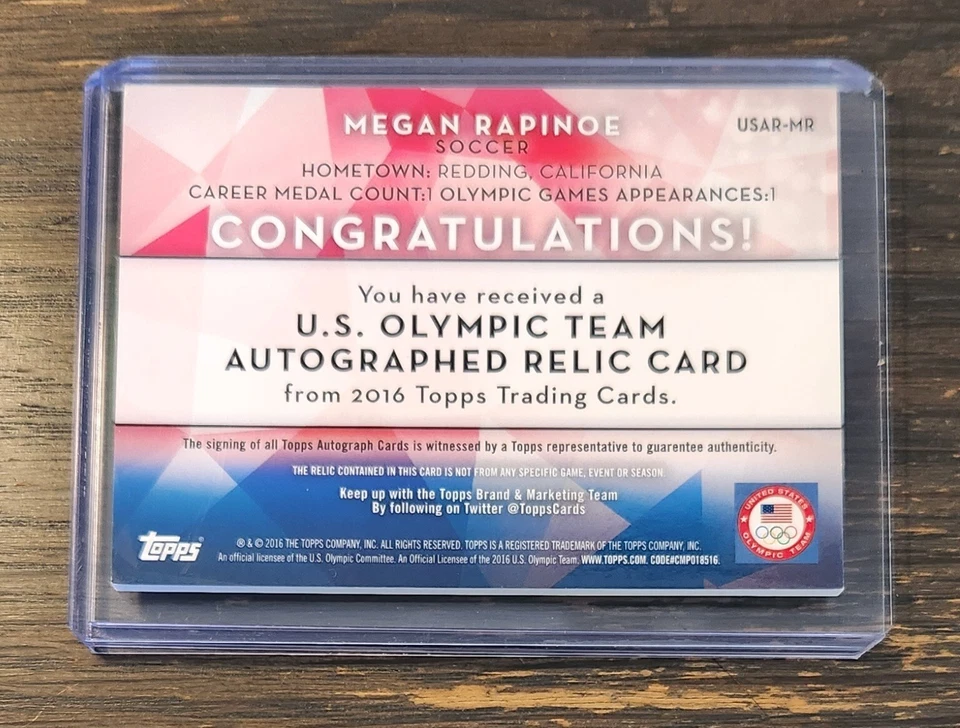 MEGAN RAPINOE
USAR-MR
SOCCER
HOMETOWN: REDDING, CALIFORNIA
CAREER MEDAL COUNT:1 OLYMPIC GAMES APPEARANCES:1
CONGRATULATIONS!
You have received a
U.S. OLYMPIC TEAM
AUTOGRAPHED RELIC CARD
from 2016 Topps Trading Cards.
The signing of all Topps Autograph Cards is witnessed by a Topps representative to guarentee authenticity.
THE RELIC CONTAINED IN THIS CARD IS NOT FROM ANY SPECIFIC GAME, EVENT OR SEASON.
Keep up with the Topps Brand & Marketing Team
By following on Twitter @ToppsCards
topps
® & © 2016 THE TOPPS COMPANY, INC. ALL RIGHTS RESERVED. TOPPS IS A REGISTERED TRADEMARK OF THE TOPPS COMPANY, INC.
An official licensee of the U.S. Olympic Committee. An Official Licensee of the 2016 U.S. Olympic Team. WWW.TOPPS.COM. CODE#CMP018516.
UNITED STATES
OLYMPIC TEAM